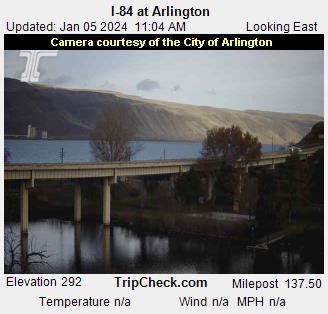 I-84 at Arlington
Updated: Jan 05 2024 11:04 AM Looking East
Camera courtesy of the City of Arlington
Elevation 292 TripCheck.com Milepost 137.50
Temperature n/a Wind n/a MPH n/a